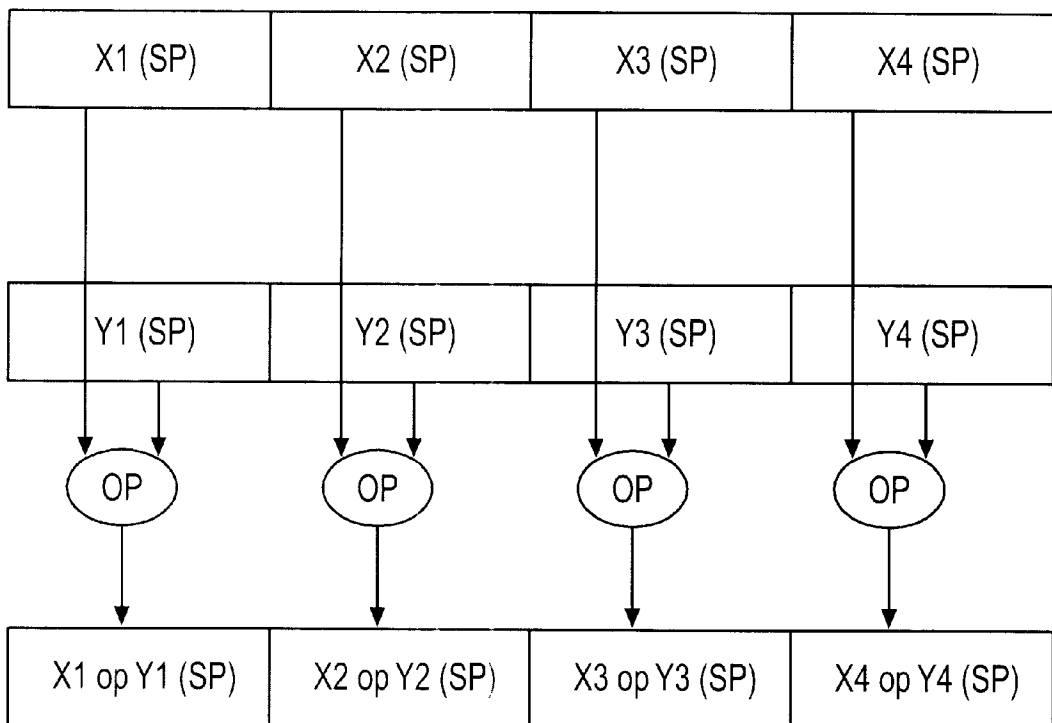 X1 (SP) X2 (SP) X3 (SP) X4 (SP)
Y1 (SP) Y2 (SP) Y3 (SP) Y4 (SP)
OP OP OP OP
X1 op Y1 (SP) X2 op Y2 (SP) X3 op Y3 (SP) X4 op Y4 (SP)